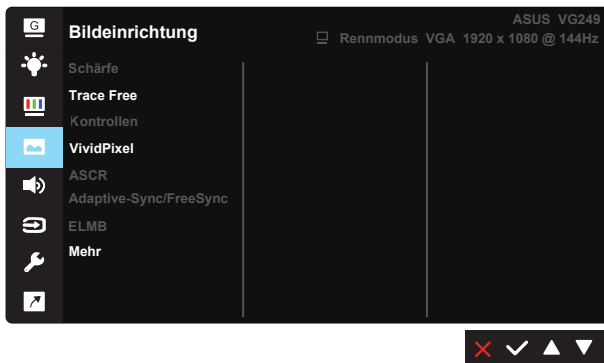 G
Bildeinrichtung
ASUS VG249
Rennmodus VGA 1920 x 1080 @ 144Hz
Schärfe
Trace Free
Kontrollen
VividPixel
ASCR
Adaptive-Sync/FreeSync
ELMB
Mehr